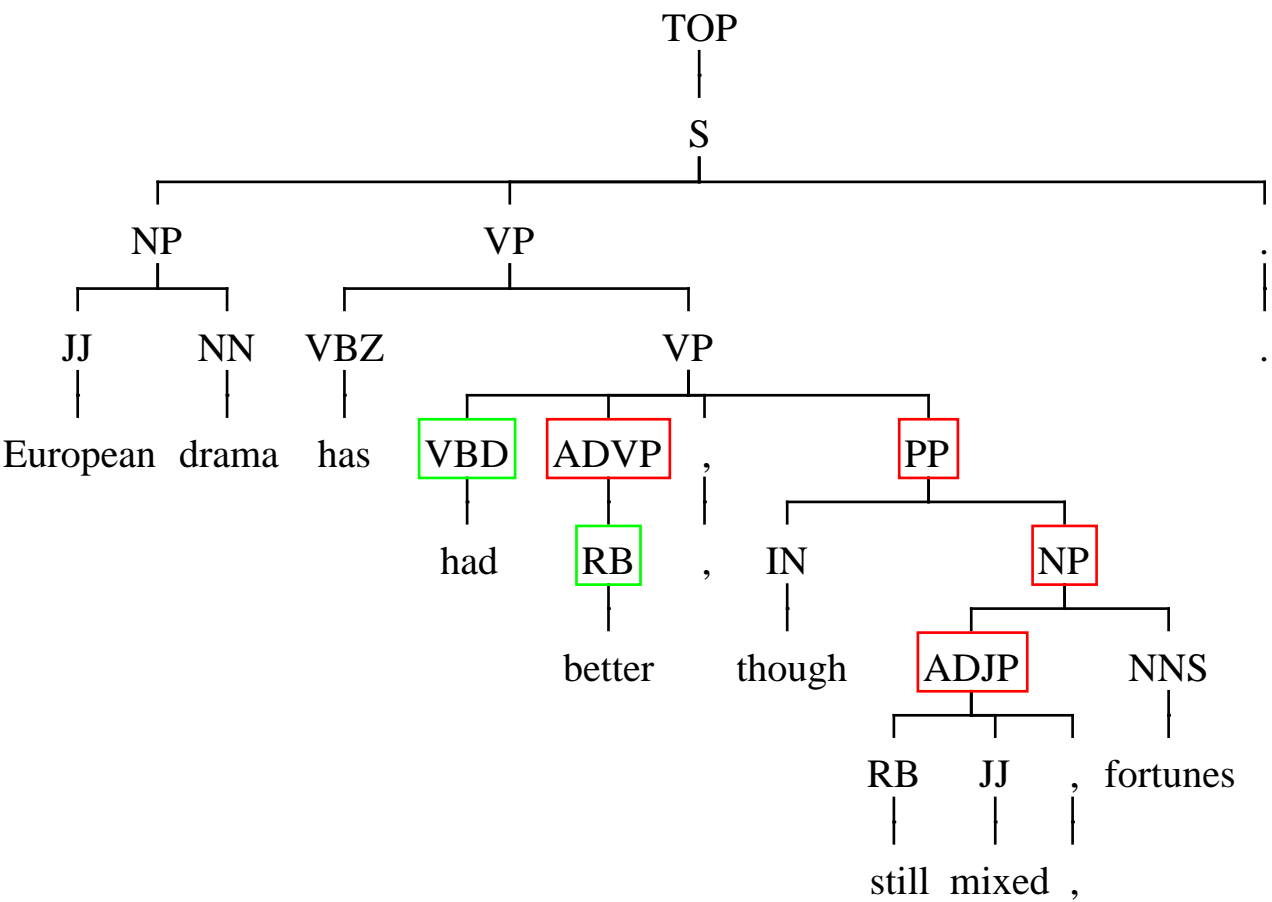 TOP
S
NP VP .
JJ NN VBZ VP .
European drama has VBD ADVP , PP
had RB , IN NP
better though ADJP NNS
RB JJ , fortunes
still mixed ,